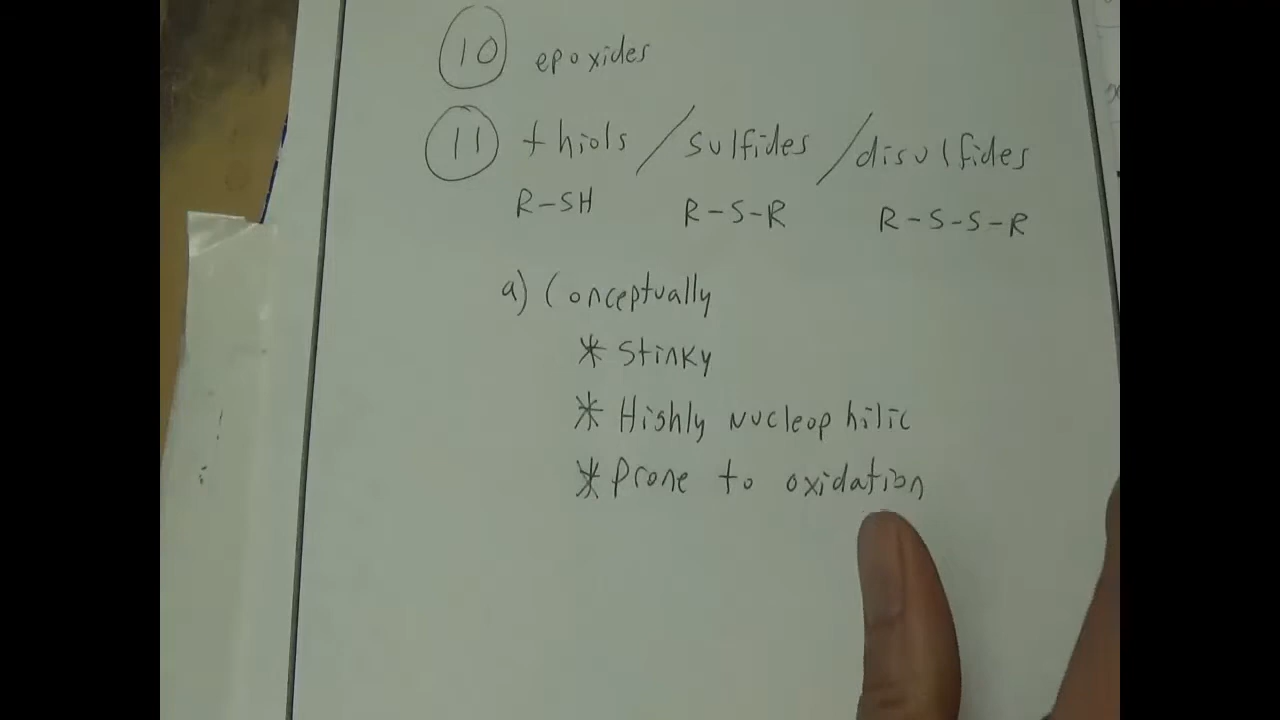 10 epoxides
11 thiols / sulfides / disulfides
R-SH R-S-R R-S-S-R
a) Conceptually
* Stinky
* Highly nucleophilic
* Prone to oxidation